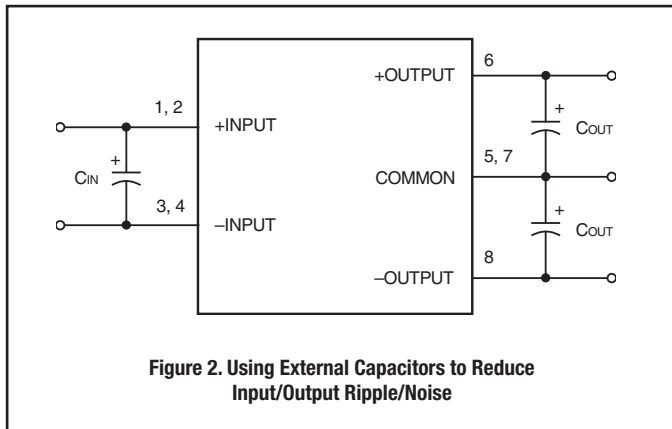 6
+OUTPUT
1, 2
+
+INPUT
COUT
5, 7
+
COMMON
CIN
3, 4
+
–INPUT
COUT
8
–OUTPUT
Figure 2. Using External Capacitors to Reduce
Input/Output Ripple/Noise